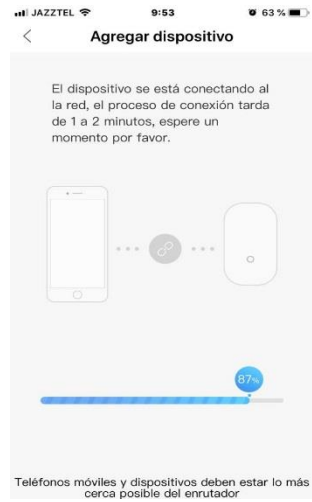 JAZZTEL 9:53 63 %
Agregar dispositivo
El dispositivo se está conectando al
la red, el proceso de conexión tarda
de 1 a 2 minutos, espere un
momento por favor.
87%
Teléfonos móviles y dispositivos deben estar lo más
cerca posible del enrutador